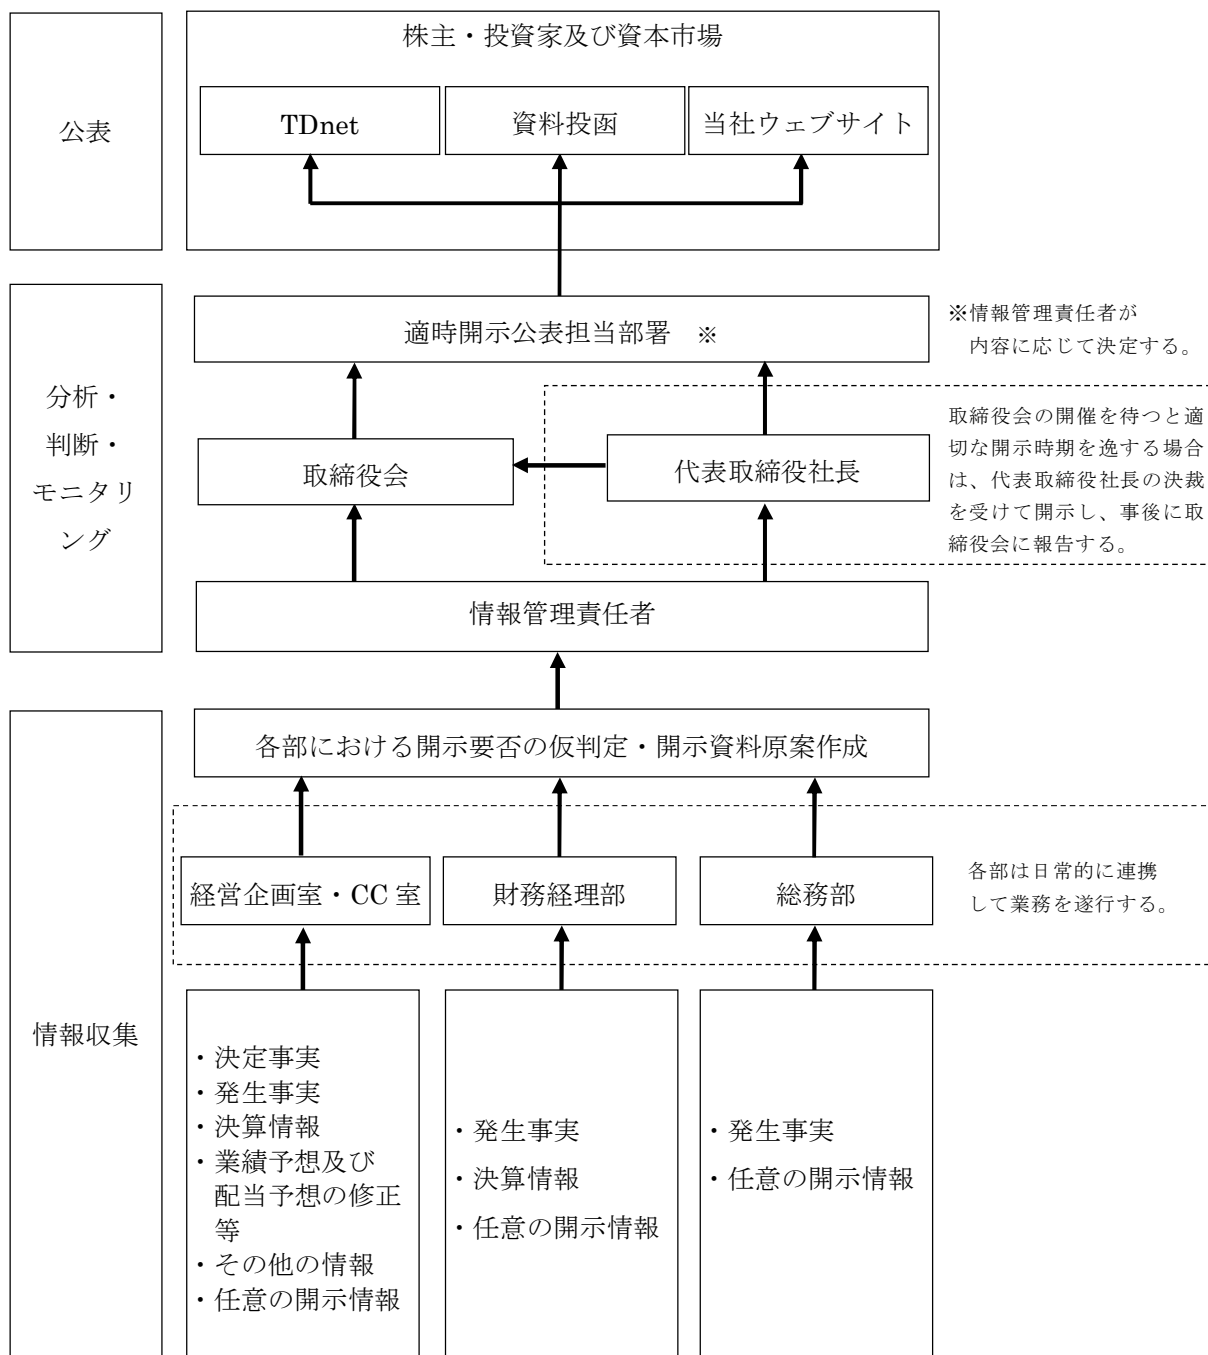 公表
株主・投資家及び資本市場
TDnet
資料投函
当社ウェブサイト
分析・
判断・
モニタリ
ング
適時開示公表担当部署 ※
※情報管理責任者が
内容に応じて決定する。
取締役会
代表取締役社長
取締役会の開催を待つと適
切な開示時期を逸する場合
は、代表取締役社長の決裁
を受けて開示し、事後に取
締役会に報告する。
情報管理責任者
情報収集
各部における開示要否の仮判定・開示資料原案作成
経営企画室・CC 室
財務経理部
総務部
各部は日常的に連携
して業務を遂行する。
・決定事実
・発生事実
・決算情報
・業績予想及び
配当予想の修正
等
・その他の情報
・任意の開示情報
・発生事実
・決算情報
・任意の開示情報
・発生事実
・任意の開示情報